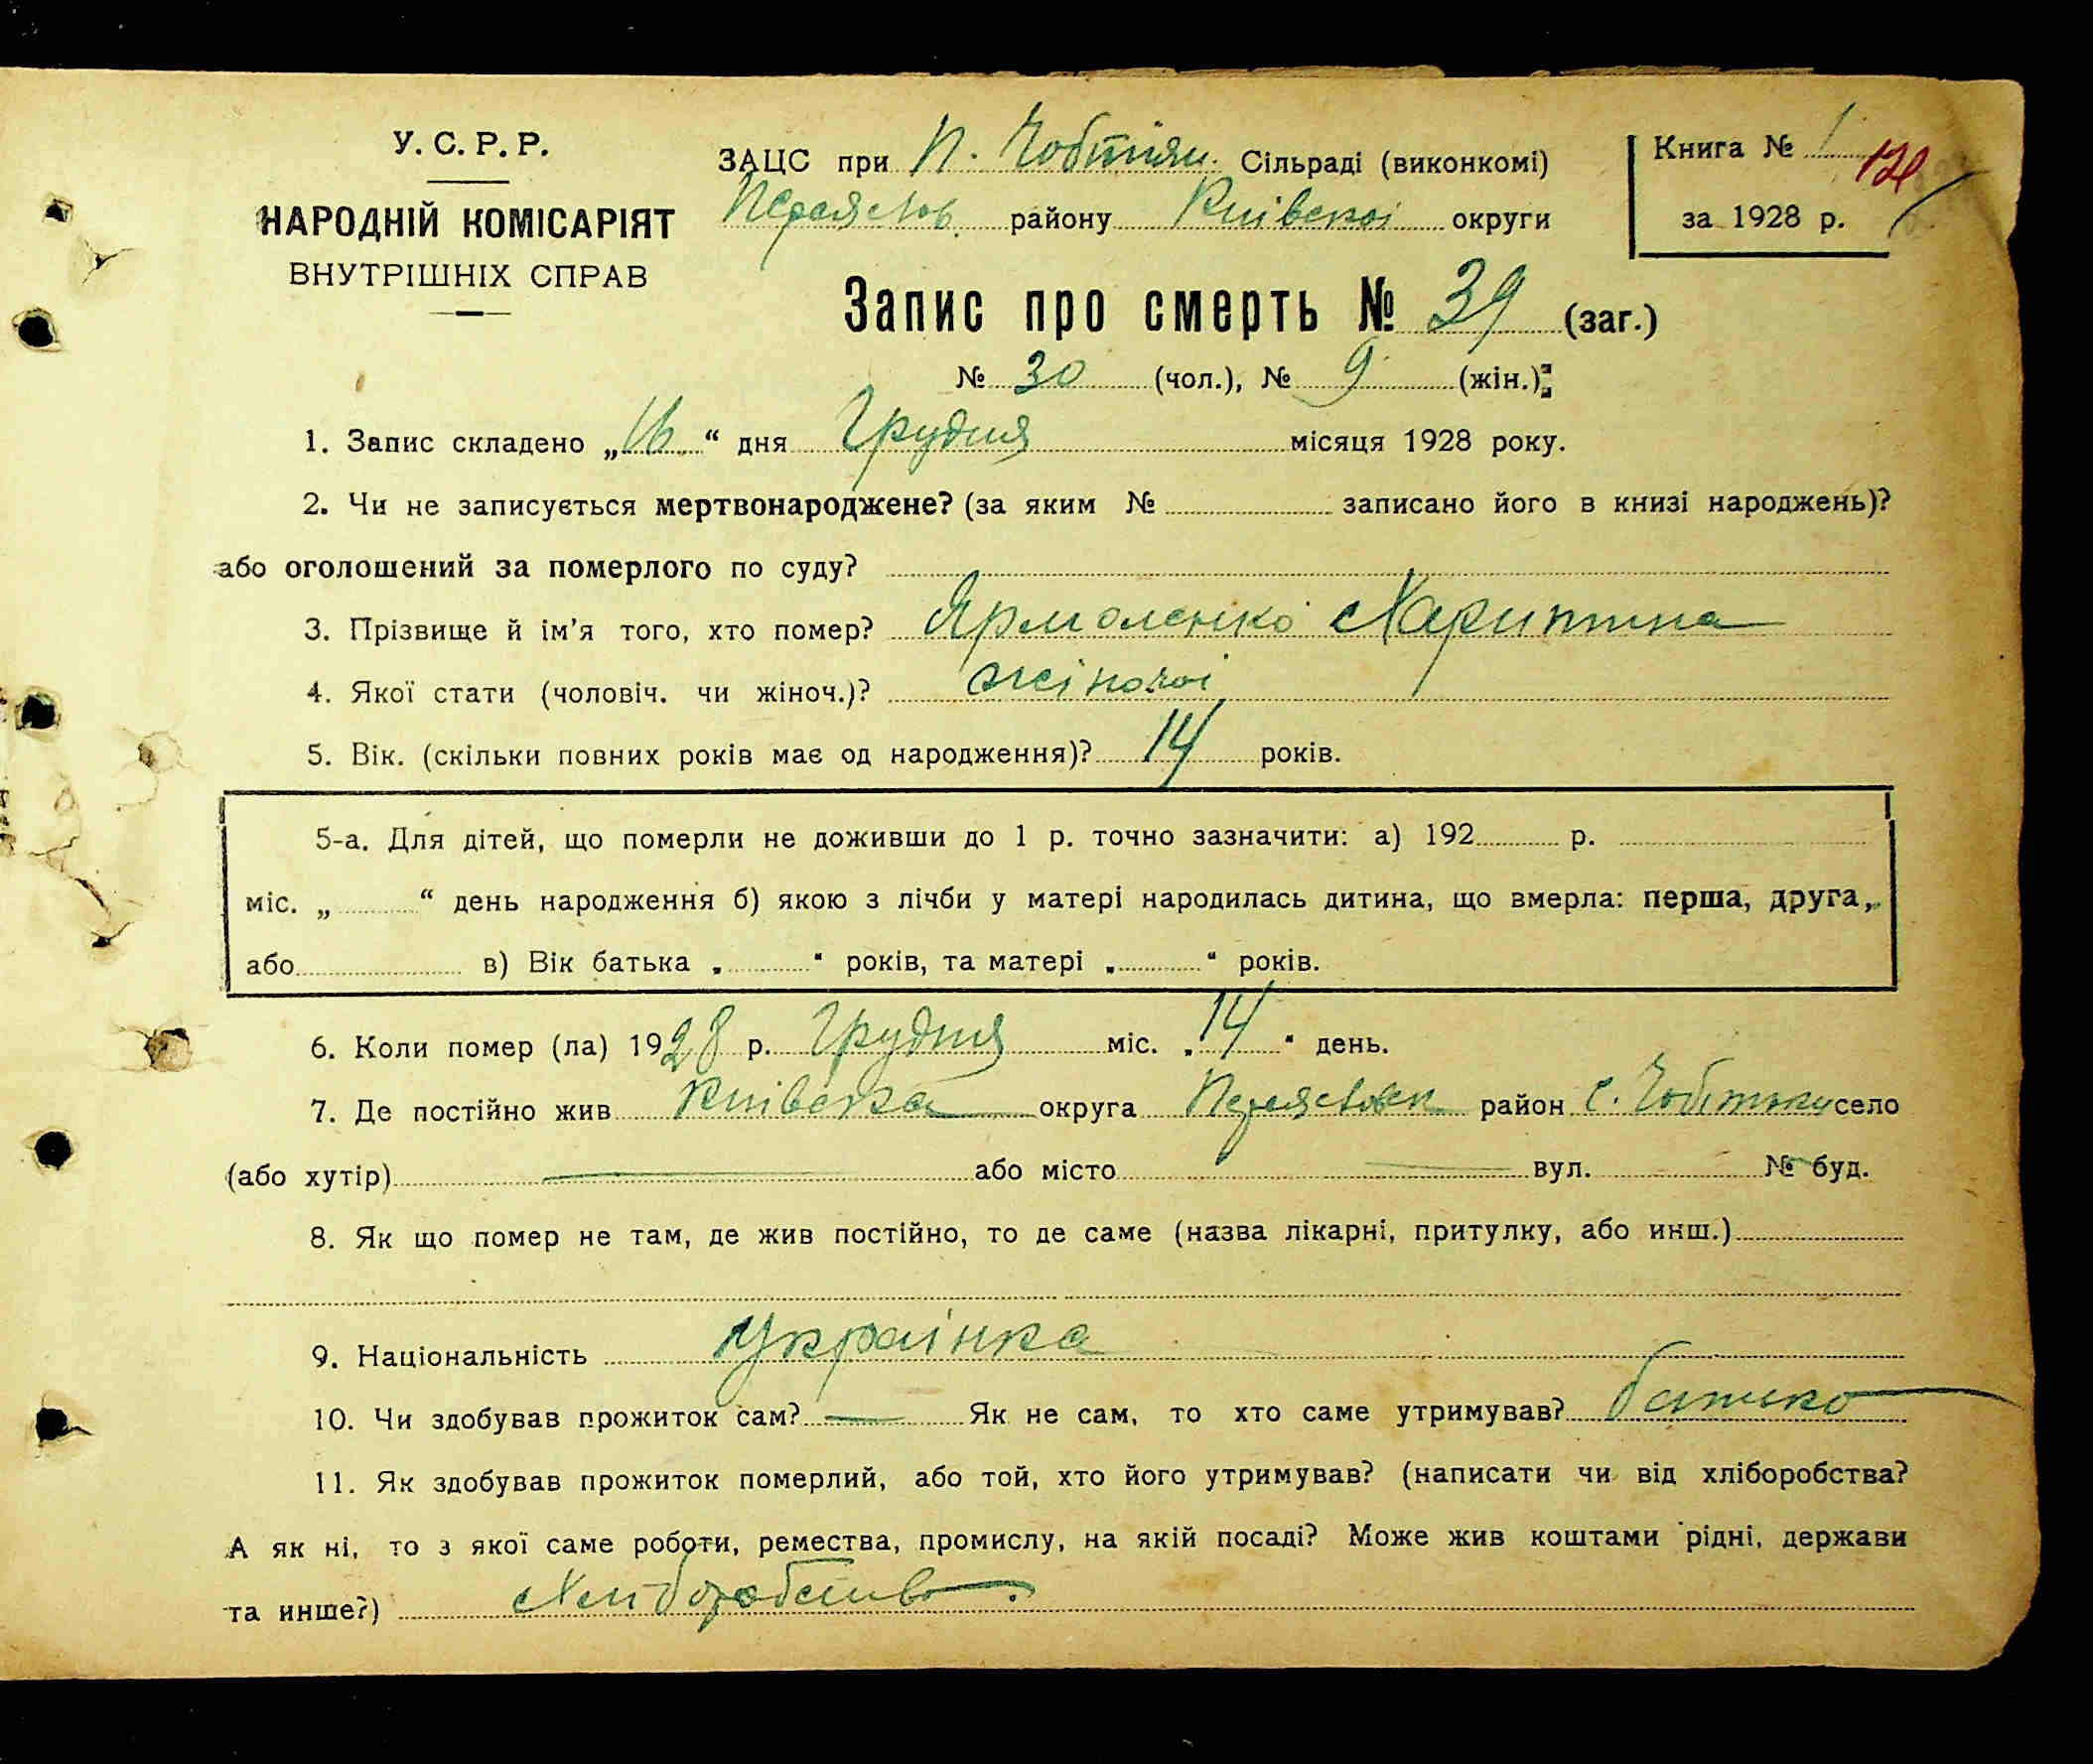 У. С. Р. Р.
НАРОДНІЙ КОМІСАРІЯТ
ВНУТРІШНІХ СПРАВ
ЗАЦС при П. Чобітьян. Сільраді (виконкомі)
Переяслов. району Київскоі округи
Книга № 1
120
за 1928 р.
Запис про смерть № 39 (заг.)
№ 30 (чол.), № 9 (жін.);
1. Запис складено „16“ дня Грудня місяця 1928 року.
2. Чи не записується мертвонароджене? (за яким № записано його в книзі народжень)?
або оголошений за померлого по суду?
3. Прізвище й ім'я того, хто помер? Ярмоленко Харитина
4. Якої стати (чоловіч. чи жіноч.)? жіночоі
5. Вік. (скільки повних років має од народження)? 14 років.
5-а. Для дітей, що померли не доживши до 1 р. точно зазначити: а) 192 р.
міс. „ “ день народження б) якою з лічби у матері народилась дитина, що вмерла: перша, друга,
або в) Вік батька „ “ років, та матері „ “ років.
6. Коли помер (ла) 1928 р. Грудня міс. „14“ день.
7. Де постійно жив Київска округа Переясловск район с. Чобітьки село
(або хутір) — або місто — вул. № буд.
8. Як що помер не там, де жив постійно, то де саме (назва лікарні, притулку, або инш.)
9. Національність Українка
10. Чи здобував прожиток сам? — Як не сам, то хто саме утримував? батько
11. Як здобував прожиток померлий, або той, хто його утримував? (написати чи від хліборобства?
А як ні, то з якої саме роботи, ремества, промислу, на якій посаді? Може жив коштами рідні, держави
та инше?) Хлиборобство.